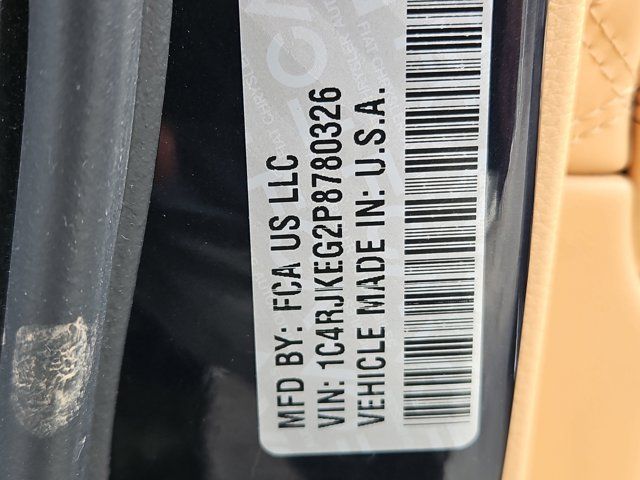 MFD BY: FCA US LLC
VIN: 1C4RJKEG2P8780326
VEHICLE MADE IN: U.S.A.